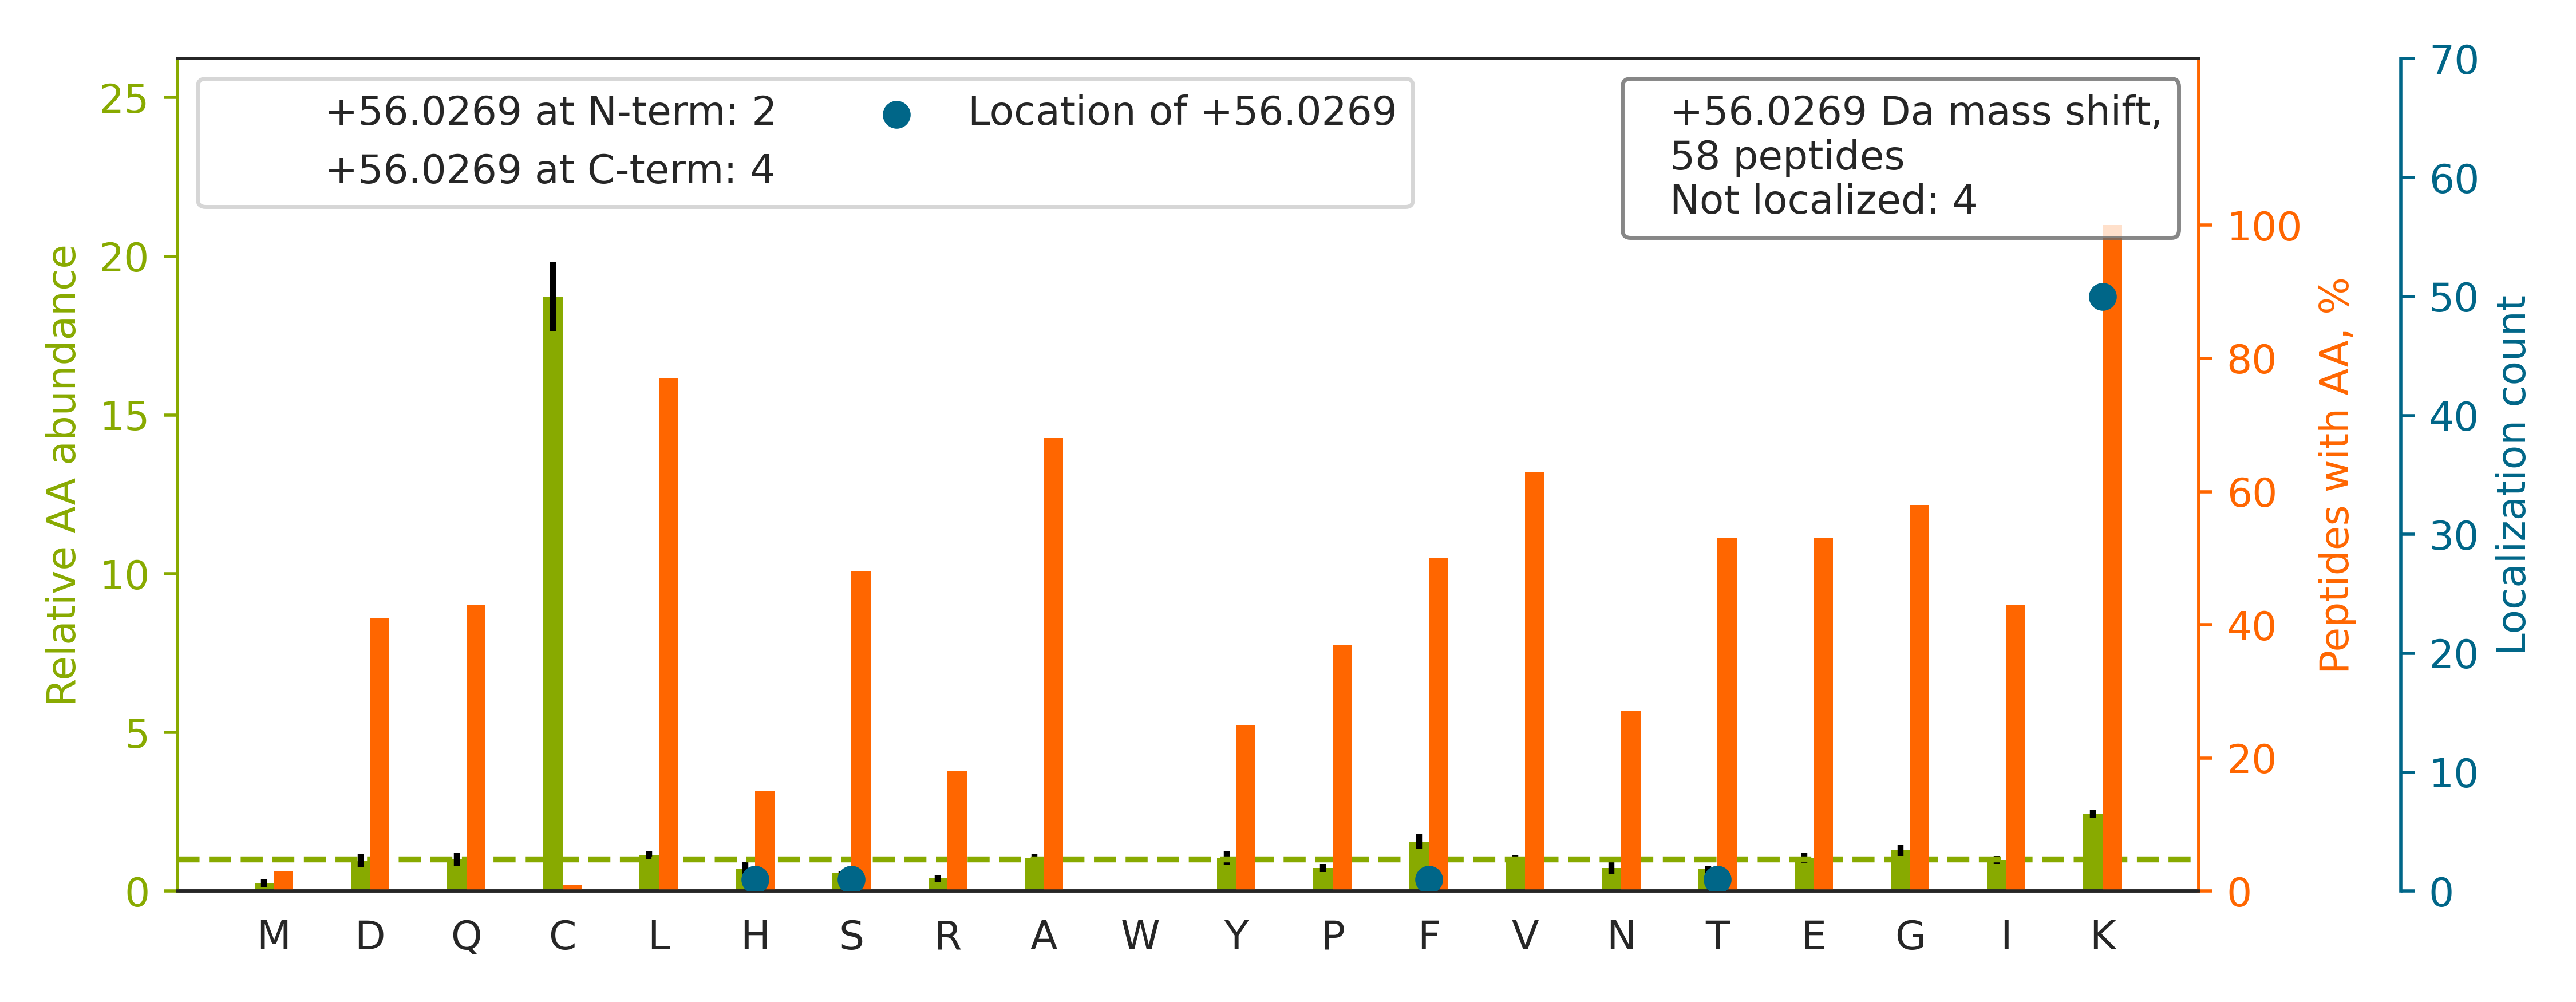 +56.0269 at N-term: 2
+56.0269 at C-term: 4
Location of +56.0269
+56.0269 Da mass shift,
58 peptides
Not localized: 4
Relative AA abundance
25
20
15
10
5
0
100
80
60
40
20
0
Peptides with AA, %
70
60
50
40
30
20
10
0
Localization count
M D Q C L H S R A W Y P F V N T E G I K